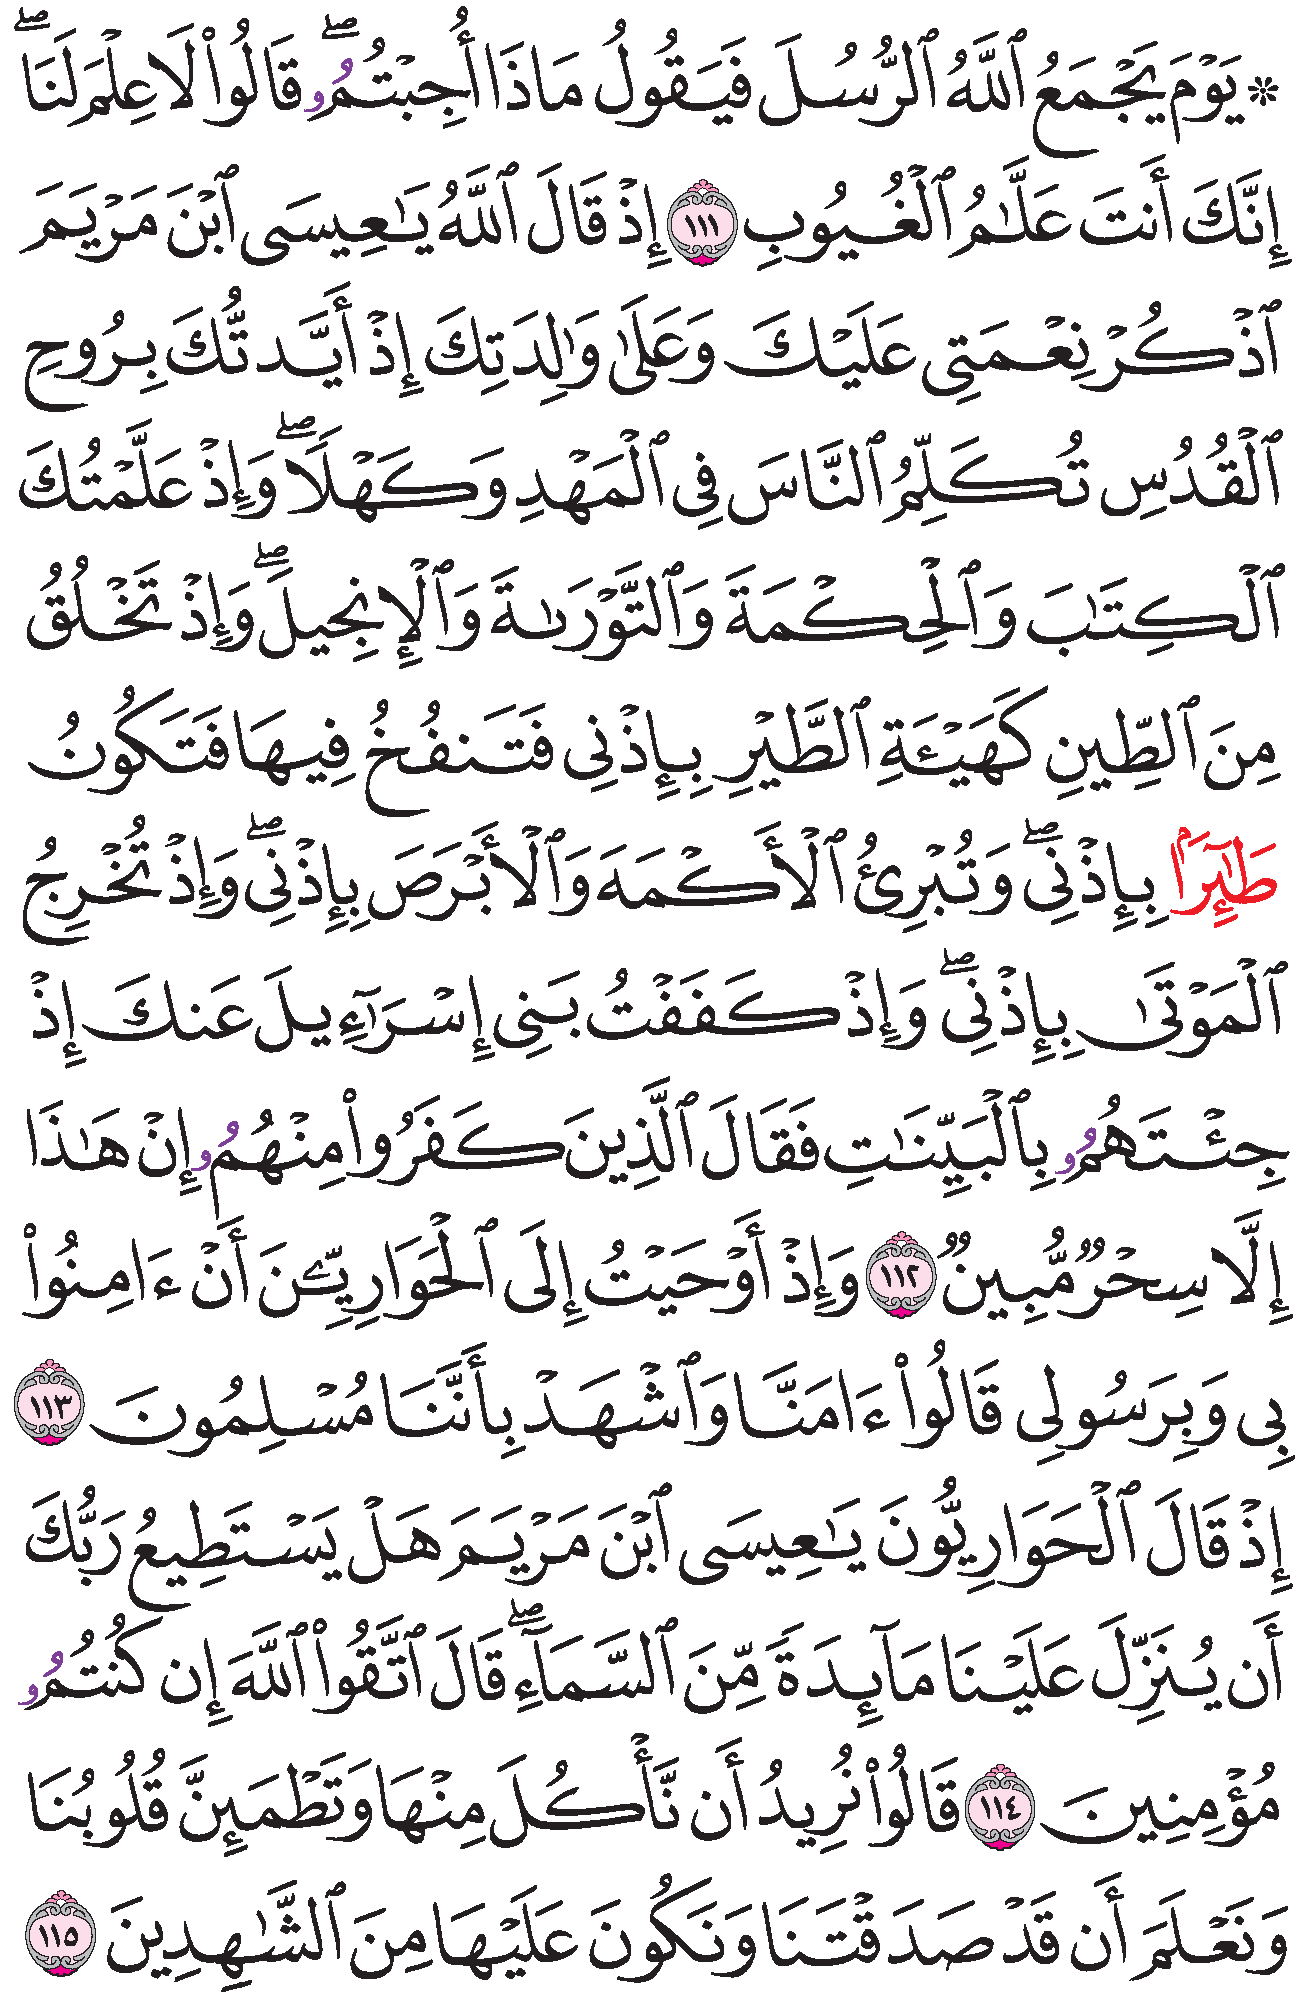 ۞ يَوْمَ يَجْمَعُ ٱللَّهُ ٱلرُّسُلَ فَيَقُولُ مَاذَا أُجِبْتُمُۥۖ قَالُوا۟ لَا عِلْمَ لَنَاۖ
إِنَّكَ أَنتَ عَلَّٰمُ ٱلْغُيُوبِ ١١١ إِذْ قَالَ ٱللَّهُ يَٰعِيسَى ٱبْنَ مَرْيَمَ
ٱذْكُرْ نِعْمَتِى عَلَيْكَ وَعَلَىٰ وَٰلِدَتِكَ إِذْ أَيَّدتُّكَ بِرُوحِ
ٱلْقُدُسِ تُكَلِّمُ ٱلنَّاسَ فِى ٱلْمَهْدِ وَكَهْلًاۖ وَإِذْ عَلَّمْتُكَ
ٱلْكِتَٰبَ وَٱلْحِكْمَةَ وَٱلتَّوْرَىٰةَ وَٱلْإِنجِيلَۖ وَإِذْ تَخْلُقُ
مِنَ ٱلطِّينِ كَهَيْـَٔةِ ٱلطَّيْرِ بِإِذْنِى فَتَنفُخُ فِيهَا فَتَكُونُ
طَٰٓئِرَۢا بِإِذْنِىۖ وَتُبْرِئُ ٱلْأَكْمَهَ وَٱلْأَبْرَصَ بِإِذْنِىۖ وَإِذْ تُخْرِجُ
ٱلْمَوْتَىٰ بِإِذْنِىۖ وَإِذْ كَفَفْتُ بَنِى إِسْرَآءِيلَ عَنكَ إِذْ
جِئْتَهُمُۥ بِٱلْبَيِّنَٰتِ فَقَالَ ٱلَّذِينَ كَفَرُوا۟ مِنْهُمُۥ إِنْ هَٰذَا
إِلَّا سِحْرٌ مُّبِينٌ ١١٢ وَإِذْ أَوْحَيْتُ إِلَى ٱلْحَوَارِيِّۦنَ أَنْ ءَامِنُوا۟
بِى وَبِرَسُولِى قَالُوا۟ ءَامَنَّا وَٱشْهَدْ بِأَنَّنَا مُسْلِمُونَ ١١٣
إِذْ قَالَ ٱلْحَوَارِيُّونَ يَٰعِيسَى ٱبْنَ مَرْيَمَ هَلْ يَسْتَطِيعُ رَبُّكَ
أَن يُنَزِّلَ عَلَيْنَا مَآئِدَةً مِّنَ ٱلسَّمَآءِۖ قَالَ ٱتَّقُوا۟ ٱللَّهَ إِن كُنتُمُۥ
مُؤْمِنِينَ ١١٤ قَالُوا۟ نُرِيدُ أَن نَّأْكُلَ مِنْهَا وَتَطْمَئِنَّ قُلُوبُنَا
وَنَعْلَمَ أَن قَدْ صَدَقْتَنَا وَنَكُونَ عَلَيْهَا مِنَ ٱلشَّٰهِدِينَ ١١٥